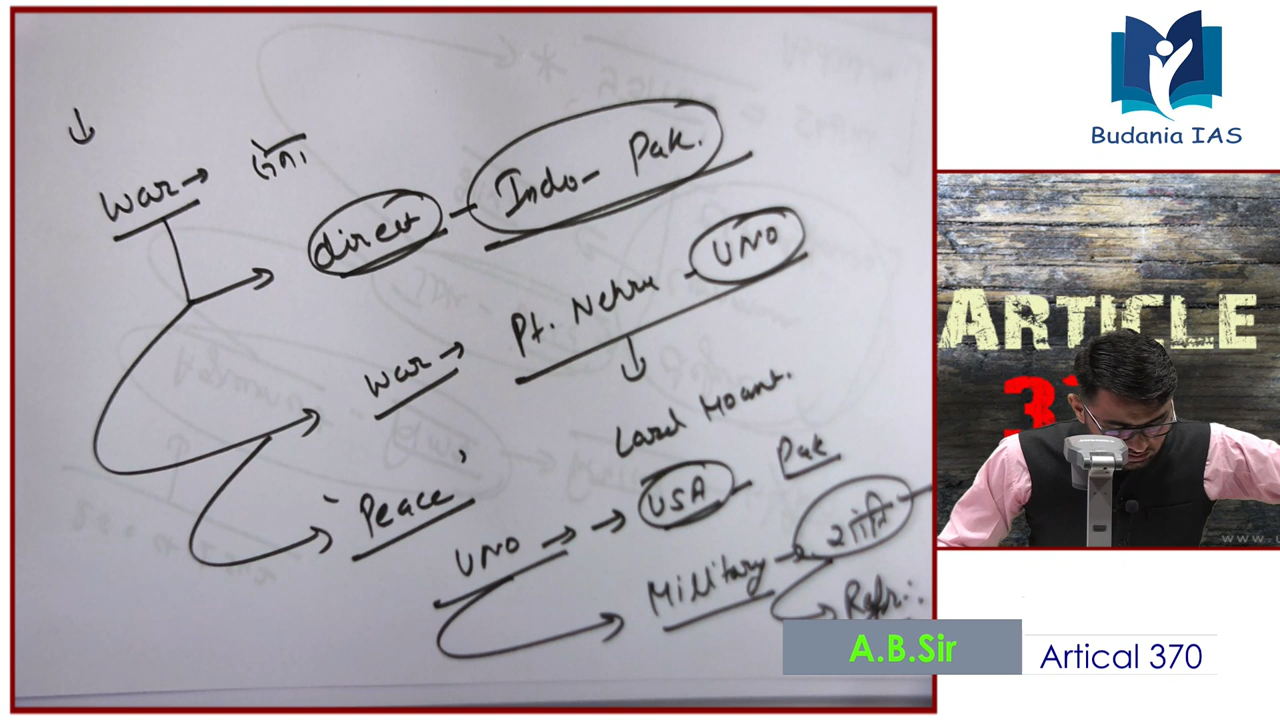 War →
direct - Indo- Pak.
War → Pt. Nehru - UNO
Lord Mount.
Peace,
UNO → → USA - Pak
Military - शांति
Budania IAS
ARTICLE
www.
A.B.Sir
Artical 370